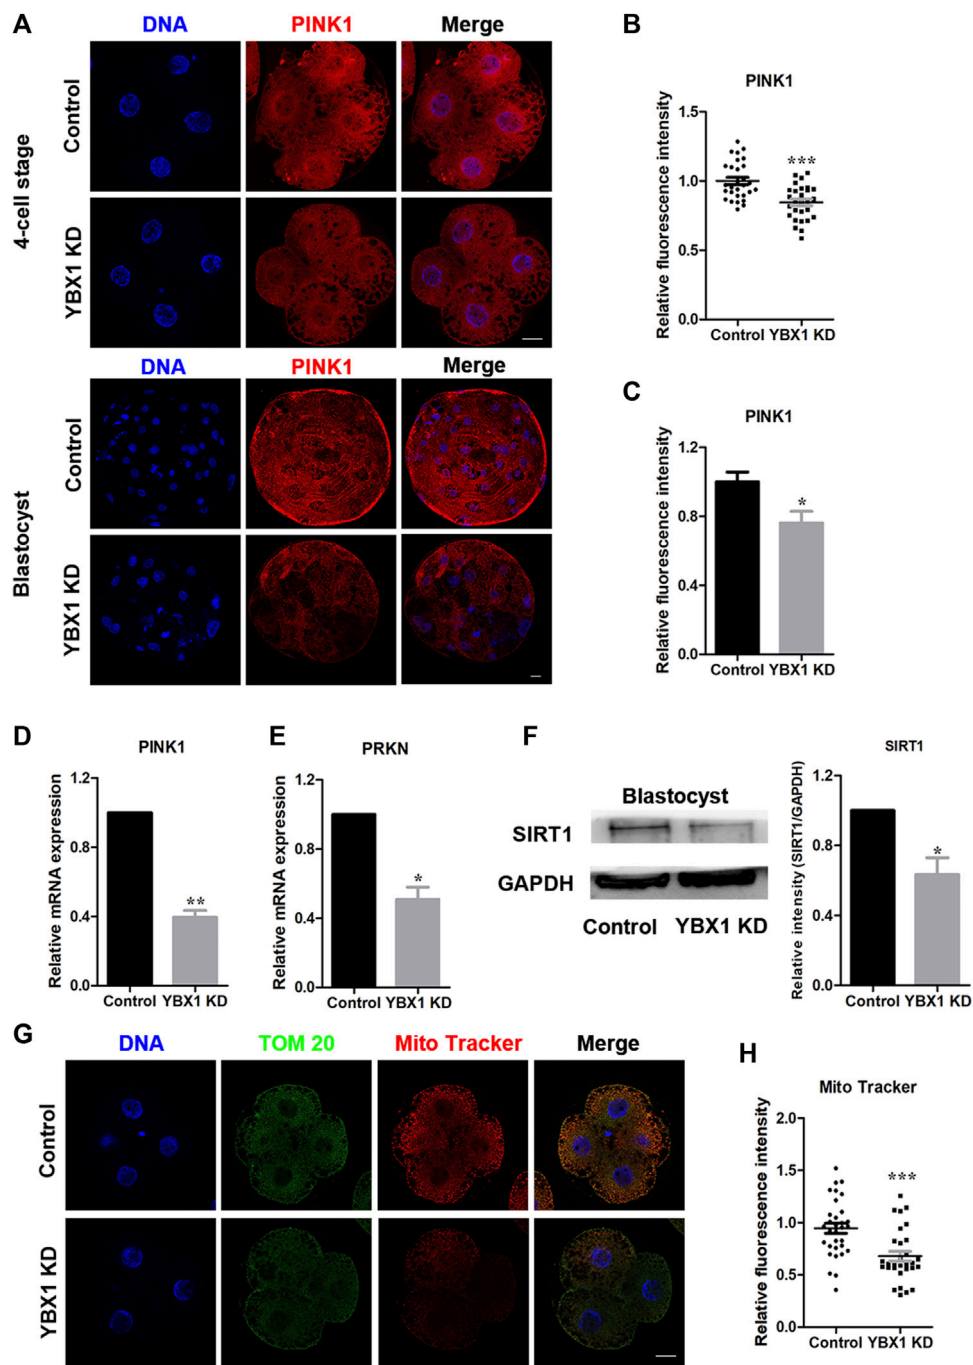 A
DNA PINK1 Merge
4-cell stage
Control
YBX1 KD
DNA PINK1 Merge
Blastocyst
Control
YBX1 KD
B
PINK1
Relative fluorescence intensity
1.5
1.0
0.5
0.0
***
Control YBX1 KD
C
PINK1
Relative fluorescence intensity
1.2
0.8
0.4
0.0
*
Control YBX1 KD
D
PINK1
Relative mRNA expression
1.2
0.8
0.4
0.0
**
Control YBX1 KD
E
PRKN
Relative mRNA expression
1.2
0.8
0.4
0.0
*
Control YBX1 KD
F
Blastocyst
SIRT1
GAPDH
Control YBX1 KD
SIRT1
Relative intensity (SIRT1/GAPDH)
1.2
0.8
0.4
0.0
*
Control YBX1 KD
G
DNA TOM 20 Mito Tracker Merge
Control
YBX1 KD
H
Mito Tracker
Relative fluorescence intensity
2.0
1.5
1.0
0.5
0.0
***
Control YBX1 KD